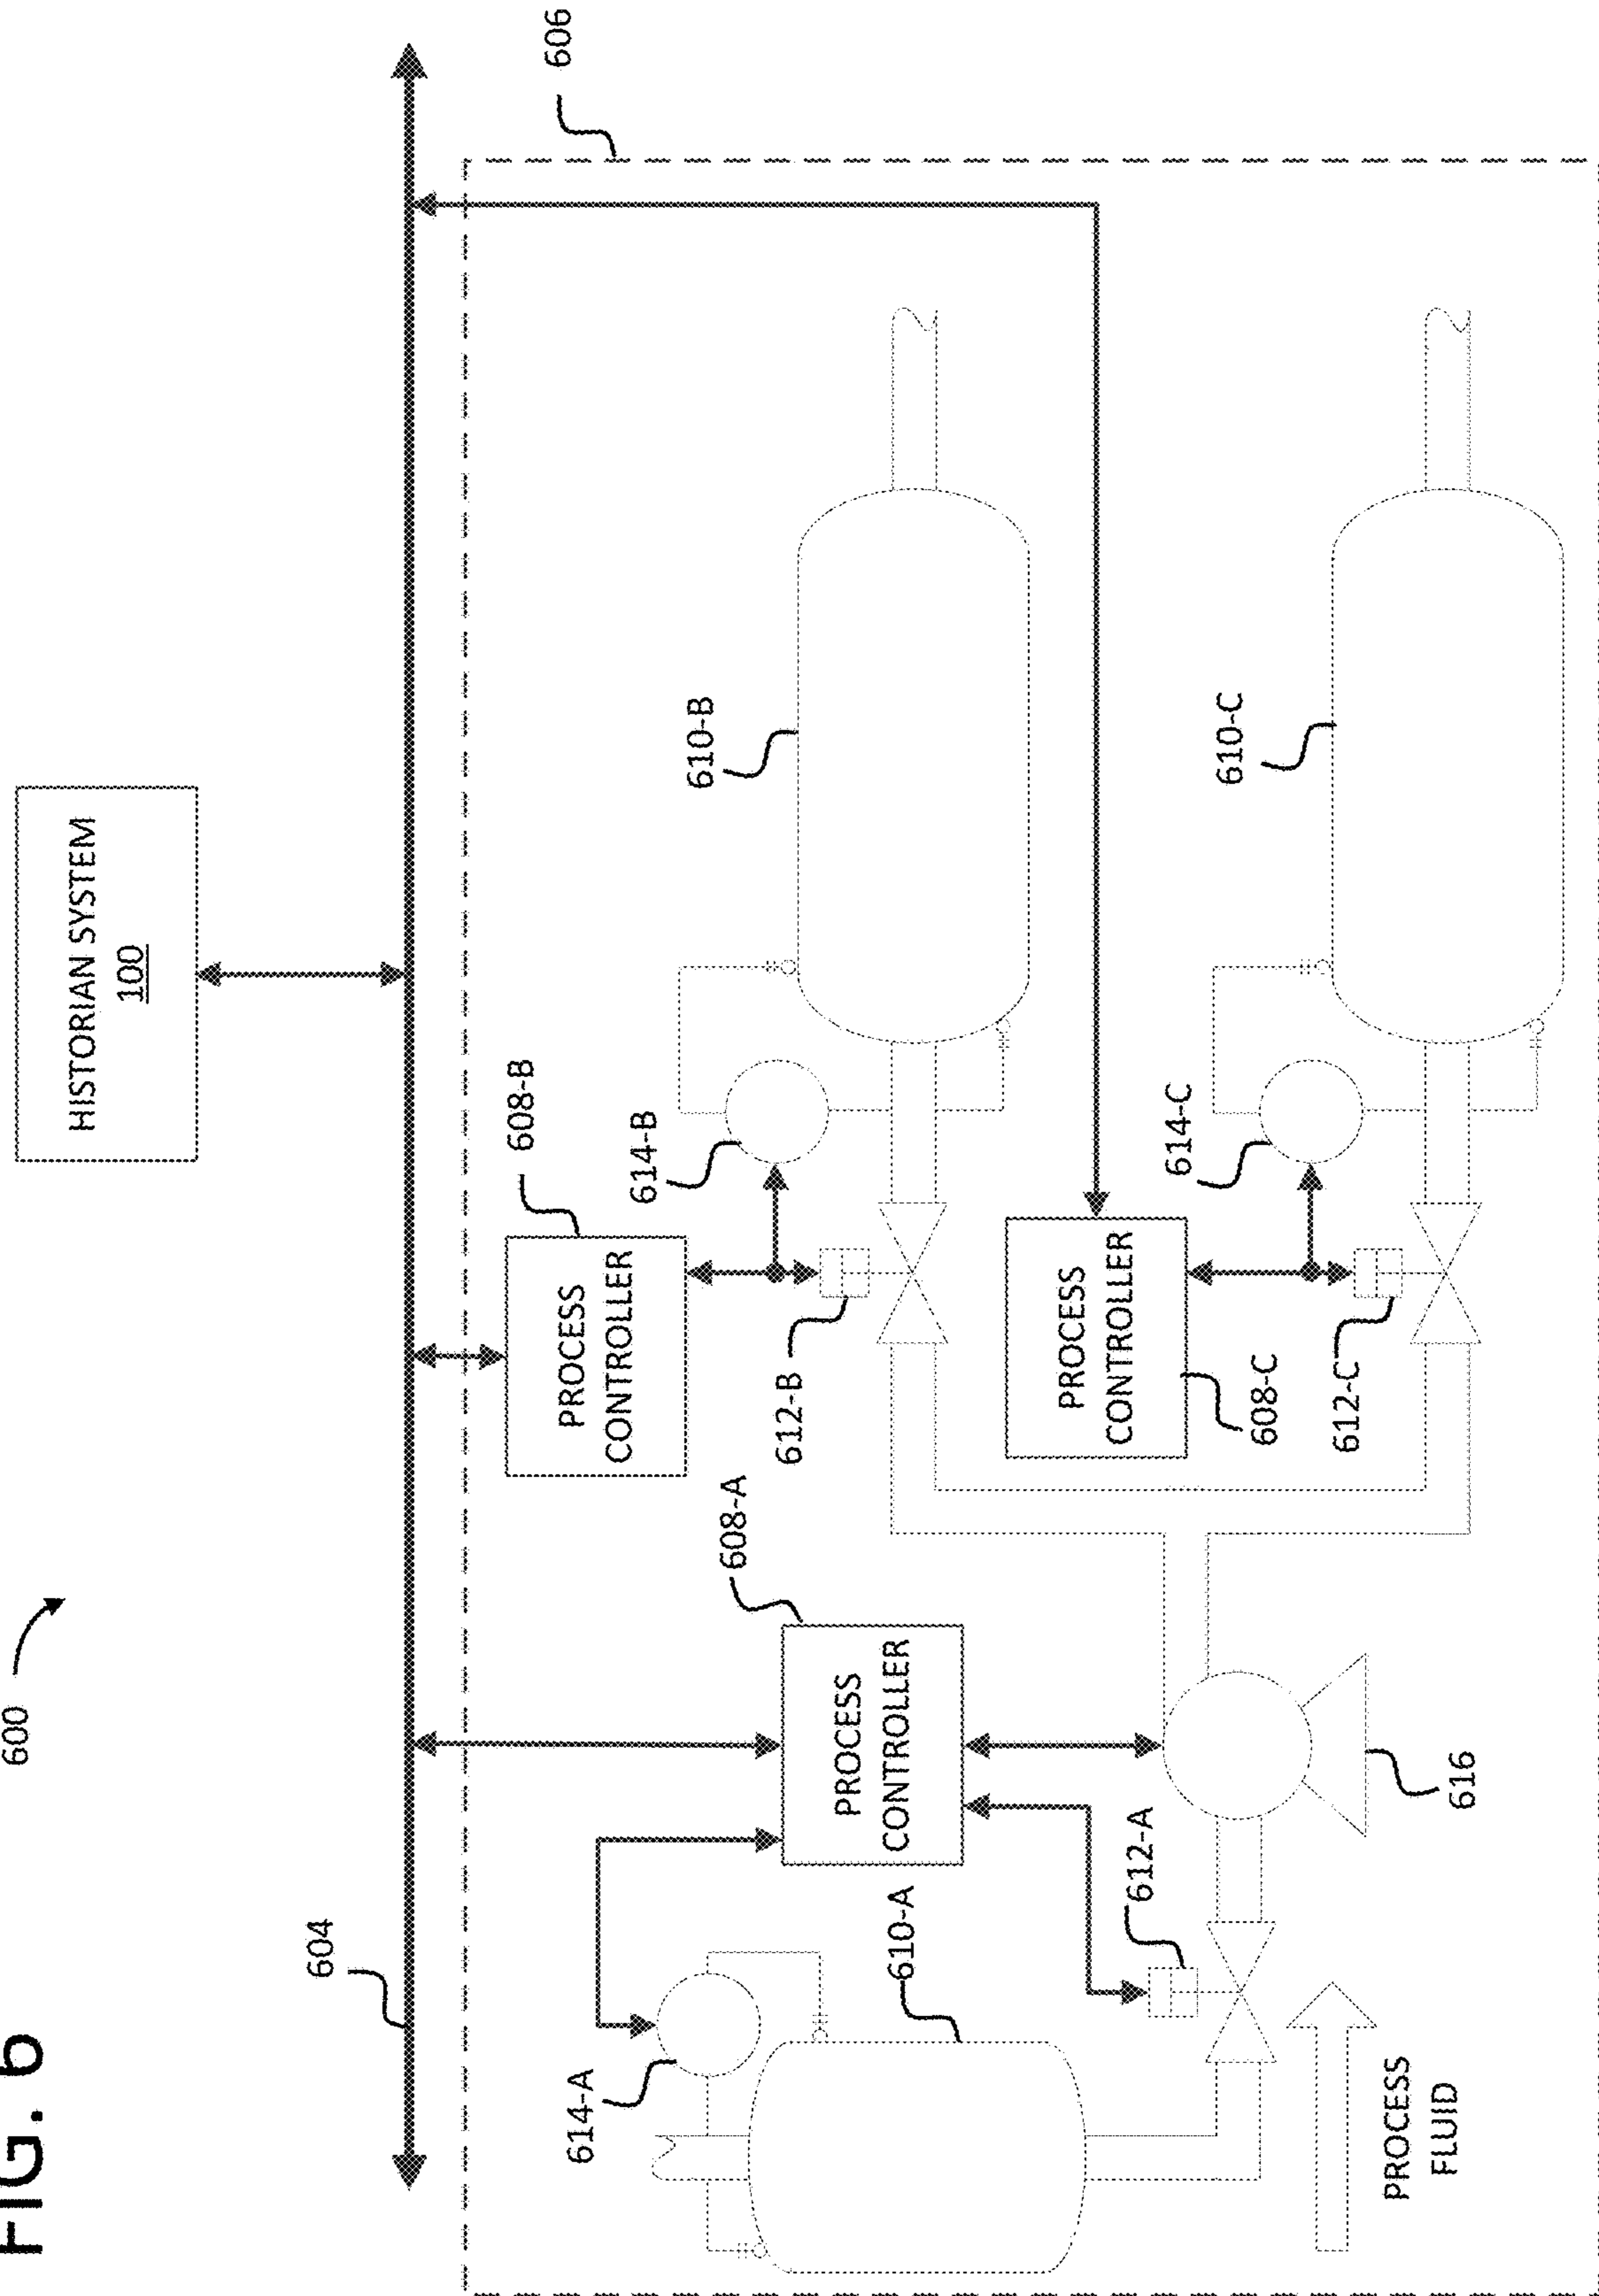 FIG. 6
600
HISTORIAN SYSTEM
100
604
606
608-B
PROCESS
CONTROLLER
614-B
610-B
608-A
612-B
PROCESS
CONTROLLER
614-A
610-A
612-A
PROCESS
CONTROLLER
608-C
614-C
610-C
612-C
616
PROCESS
FLUID